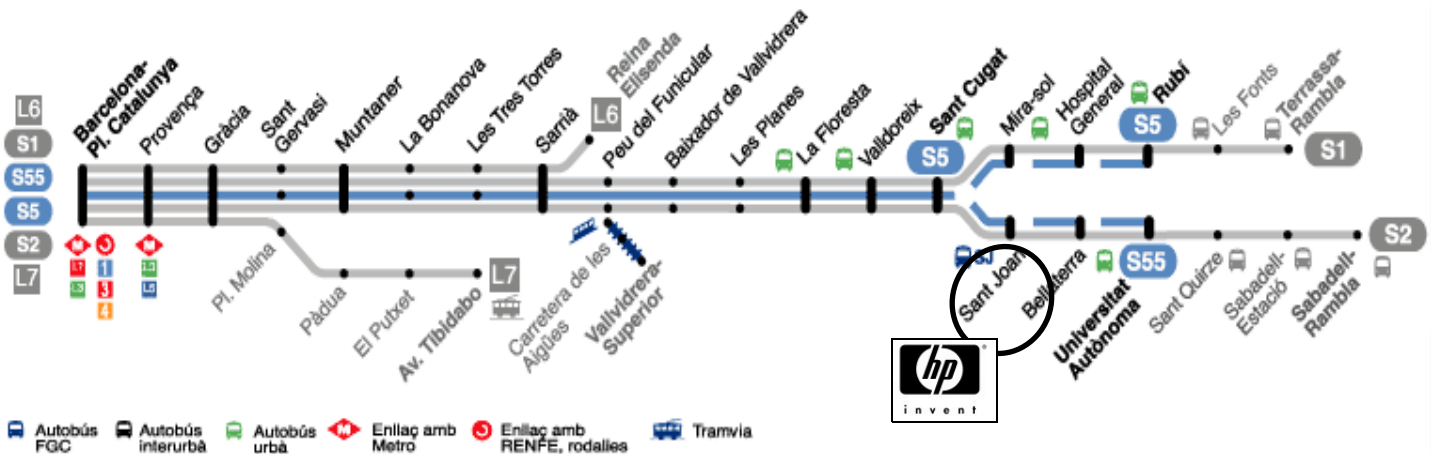 L6
S1
S55
S5
S2
L7
Barcelona-
Pl. Catalunya
Provença
Gràcia
Sant
Gervasi
Muntaner
La Bonanova
Les Tres Torres
Sarrià
Reina
Elisenda
L6
Peu del Funicular
Baixador de Vallvidrera
Les Planes
La Floresta
Valldoreix
Sant Cugat
S5
Mira-sol
Hospital
General
Rubí
S5
Les Fonts
Terrassa-
Rambla
S1
M
L1
L3
1
3
4
M
L3
L5
Pl. Molina
Pàdua
El Putxet
Av. Tibidabo
L7
Carretera de les
Aigües
Vallvidrera-
Superior
SJ
Sant Joan
Bellaterra
Universitat
Autònoma
S55
Sant Quirze
Sabadell-
Estació
Sabadell-
Rambla
S2
hp
invent
Autobús
FGC
Autobús
interurbà
Autobús
urbà
M
Enllaç amb
Metro
Enllaç amb
RENFE, rodalies
Tramvia